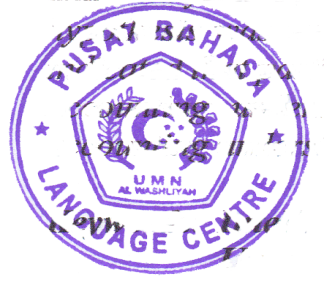 PUSAT BAHASA
UMN
AL WASHLIYAH
LANGUAGE CENTRE